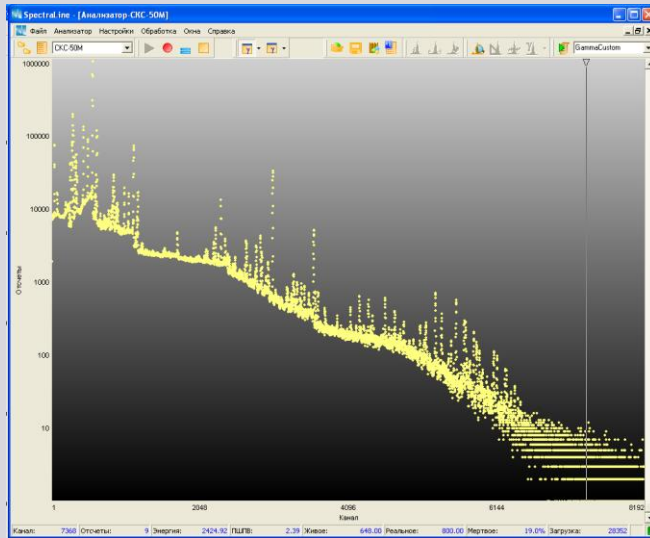 SpectraLine - [Анализатор-СКС-50М]
Файл Анализатор Настройки Обработка Окна Справка
СКС-50М GammaCustom
1000000
100000
10000
1000
100
10
Отсчеты
1 2048 4096 6144 8192
Канал
Канал: 7368 Отсчеты: 9 Энергия: 2424.92 ПШПВ: 2.39 Живое: 648.00 Реальное: 800.00 Мертвое: 19.0% Загрузка: 28352